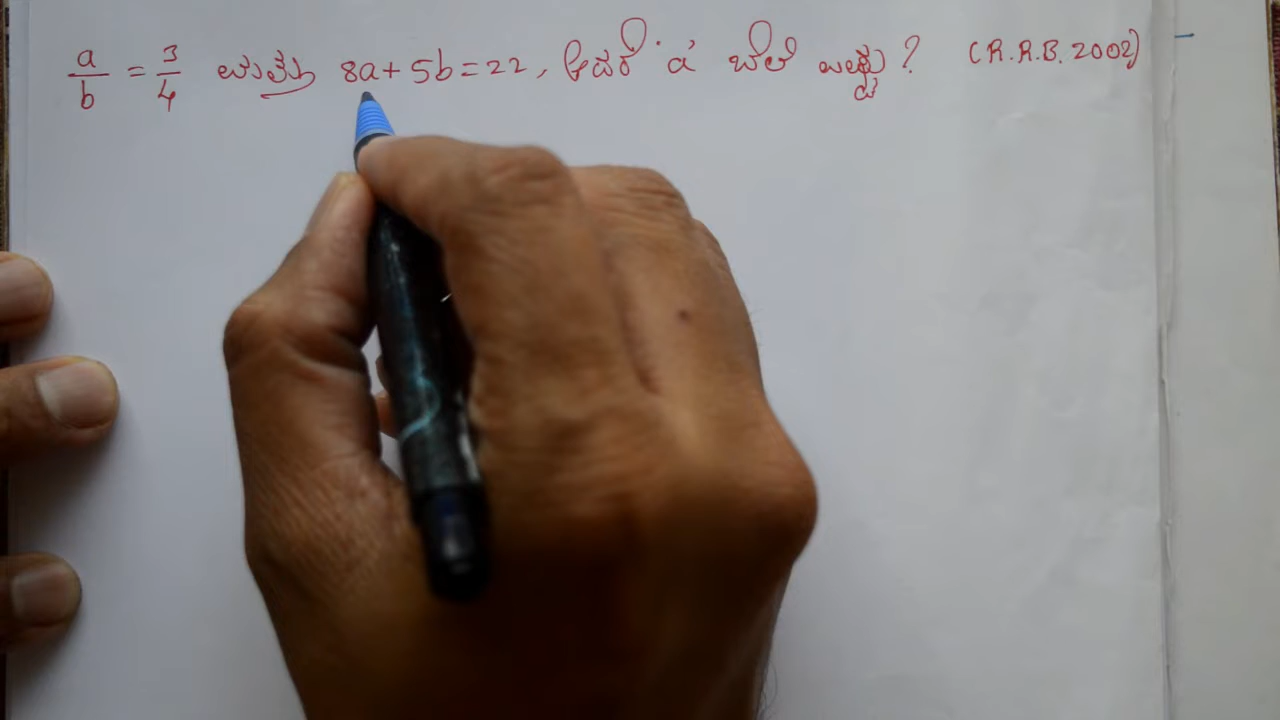 a/b = 3/4 ಮತ್ತು 8a+5b=22, ಆದರೆ 'a' ಬೆಲೆ ಎಷ್ಟು? (R.R.B. 2002)